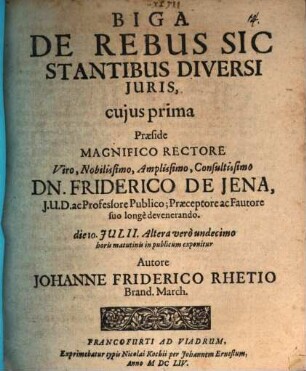 14.
BIGA
DE REBUS SIC
STANTIBUS DIVERSI
JURIS,
cujus prima
Præside
MAGNIFICO RECTORE
Viro, Nobilissimo, Amplissimo, Consultissimo
DN. FRIDERICO DE JENA,
J.U.D. ac Professore Publico; Præceptore ac Fautore
suo longè devenerando.
die 10. JULII. Altera verò undecimo
horis matutinis in publicum exponitur
Autore
JOHANNE FRIDERICO RHETIO
Brand. March.
FRANCOFURTI AD VIADRUM,
Exprimebatur typis Nicolai Kochii per Johannem Ernestum,
Anno M DC LIV.